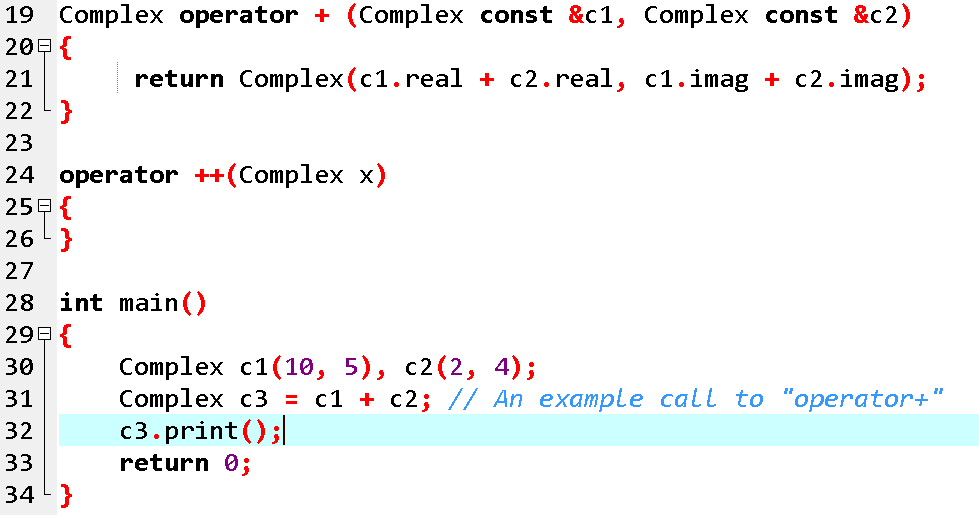 19 Complex operator + (Complex const &c1, Complex const &c2)
20 {
21 return Complex(c1.real + c2.real, c1.imag + c2.imag);
22 }
23
24 operator ++(Complex x)
25 {
26 }
27
28 int main()
29 {
30 Complex c1(10, 5), c2(2, 4);
31 Complex c3 = c1 + c2; // An example call to "operator+"
32 c3.print();
33 return 0;
34 }